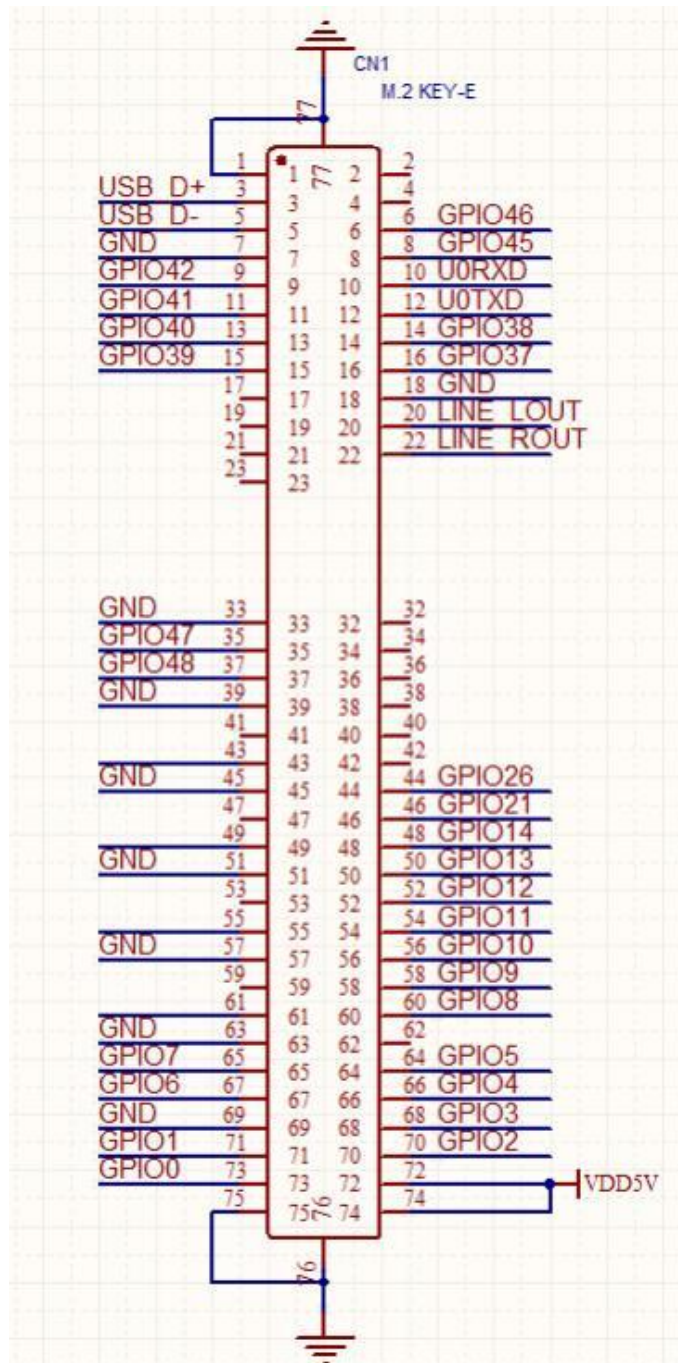 CN1
M.2 KEY-E
77
1 1 77 2 2
USB_D+ 3 3 4 4
USB_D- 5 5 6 6 GPIO46
GND 7 7 8 8 GPIO45
GPIO42 9 9 10 10 U0RXD
GPIO41 11 11 12 12 U0TXD
GPIO40 13 13 14 14 GPIO38
GPIO39 15 15 16 16 GPIO37
17 17 18 18 GND
19 19 20 20 LINE_LOUT
21 21 22 22 LINE_ROUT
23 23
GND 33 33 32 32
GPIO47 35 35 34 34
GPIO48 37 37 36 36
GND 39 39 38 38
41 41 40 40
43 43 42 42
GND 45 45 44 44 GPIO26
47 47 46 46 GPIO21
49 49 48 48 GPIO14
GND 51 51 50 50 GPIO13
53 53 52 52 GPIO12
55 55 54 54 GPIO11
GND 57 57 56 56 GPIO10
59 59 58 58 GPIO9
61 61 60 60 GPIO8
GND 63 63 62 62
GPIO7 65 65 64 64 GPIO5
GPIO6 67 67 66 66 GPIO4
GND 69 69 68 68 GPIO3
GPIO1 71 71 70 70 GPIO2
GPIO0 73 73 72 72 VDD5V
75 75 76 74 74
76